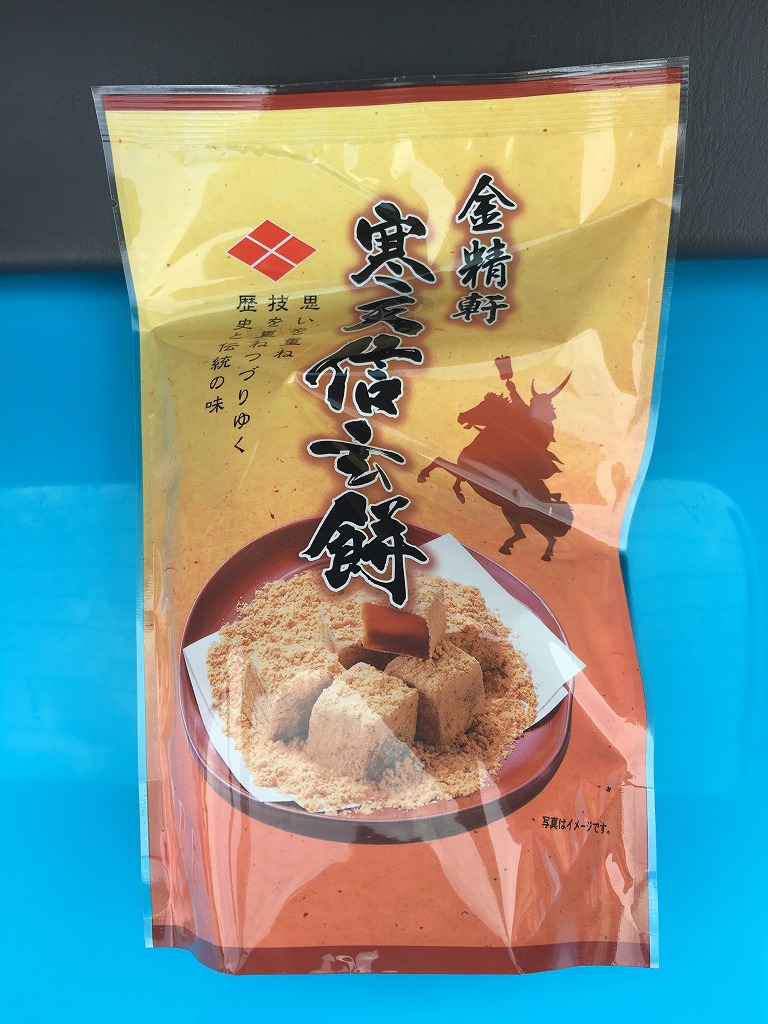 金精軒
寒天信玄餅
思いを重ね
技を重ねつづりゆく
歴史と伝統の味
写真はイメージです。